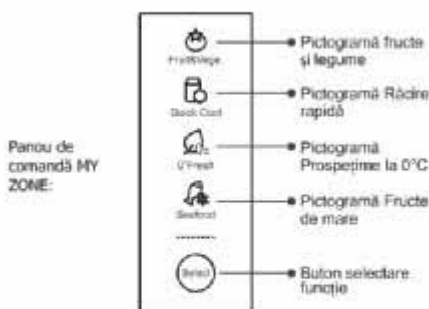 Fruit&Vege
Pictogramă fructe
și legume
Quick Cool
Pictogramă Răcire
rapidă
Panou de
comandă MY
ZONE:
0°Fresh
Pictogramă
Prospețime la 0°C
Seafood
Pictogramă Fructe
de mare
Select
Buton selectare
funcție